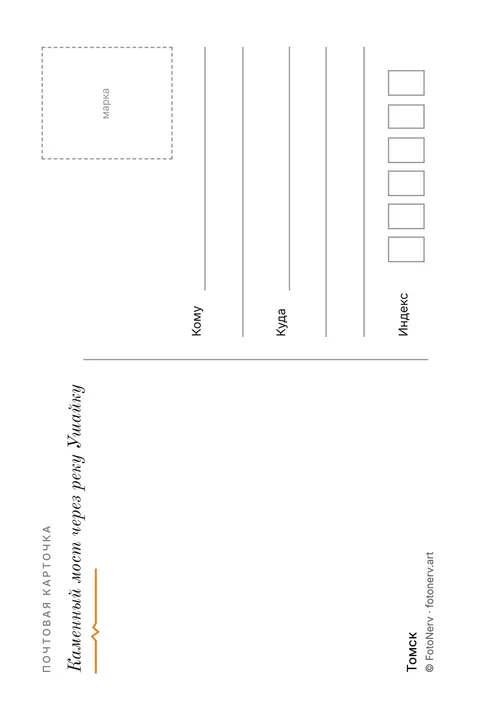 ПОЧТОВАЯ КАРТОЧКА
Каменный мост через реку Ушайку
марка
Кому
Куда
Индекс
Томск
© FotoNerv · fotonerv.art